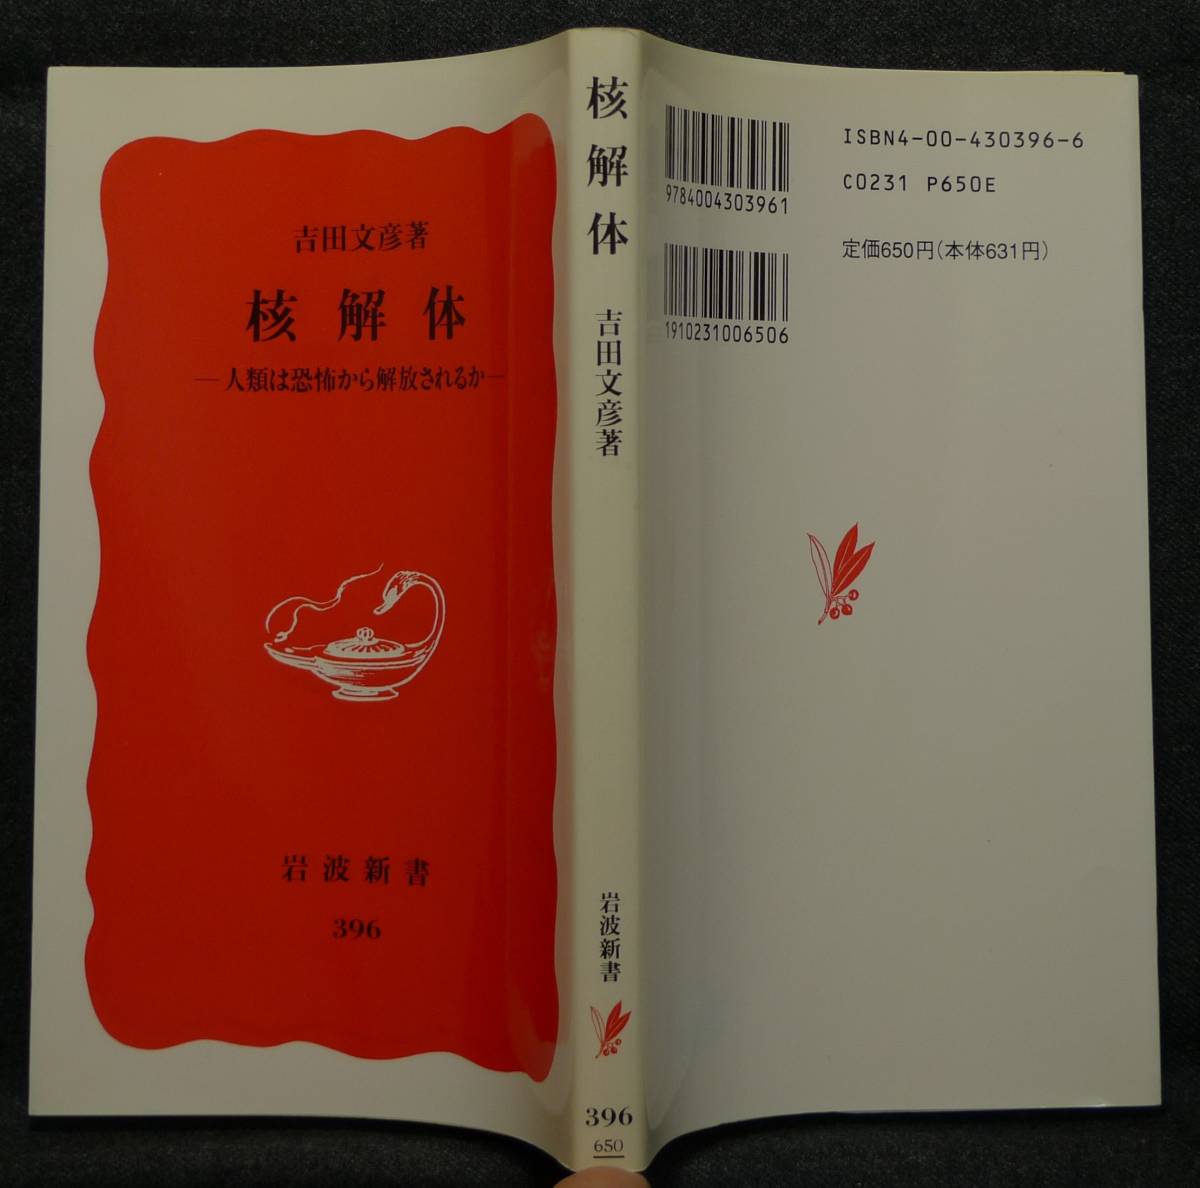 吉田文彦著
核解体
―人類は恐怖から解放されるか―
岩波新書
396
核解体
吉田文彦著
岩波新書
396
650
9784004303961
1910231006506
ISBN4-00-430396-6
C0231 P650E
定価650円(本体631円)